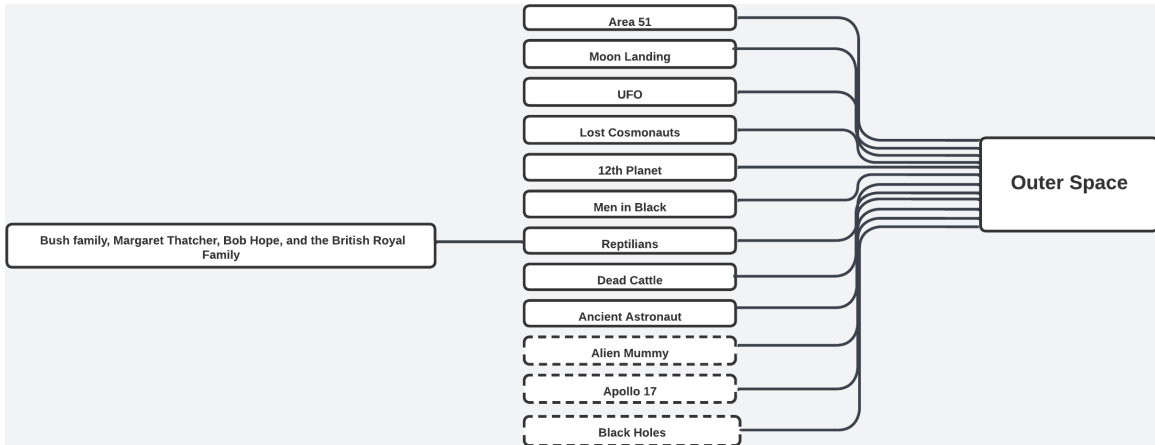 Area 51
Moon Landing
UFO
Lost Cosmonauts
12th Planet
Outer Space
Men in Black
Bush family, Margaret Thatcher, Bob Hope, and the British Royal
Family
Reptilians
Dead Cattle
Ancient Astronaut
Alien Mummy
Apollo 17
Black Holes